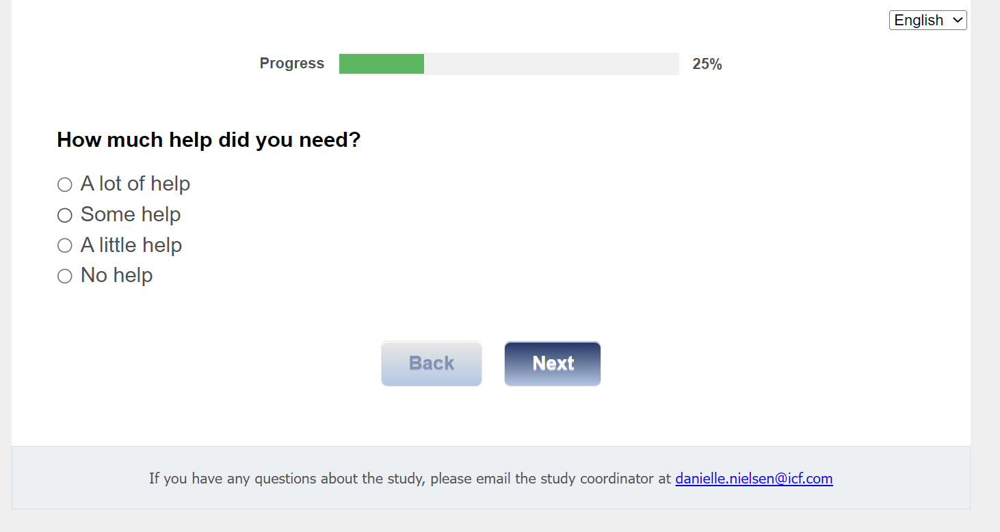 English
Progress 25%
How much help did you need?
A lot of help
Some help
A little help
No help
Back Next
If you have any questions about the study, please email the study coordinator at danielle.nielsen@icf.com